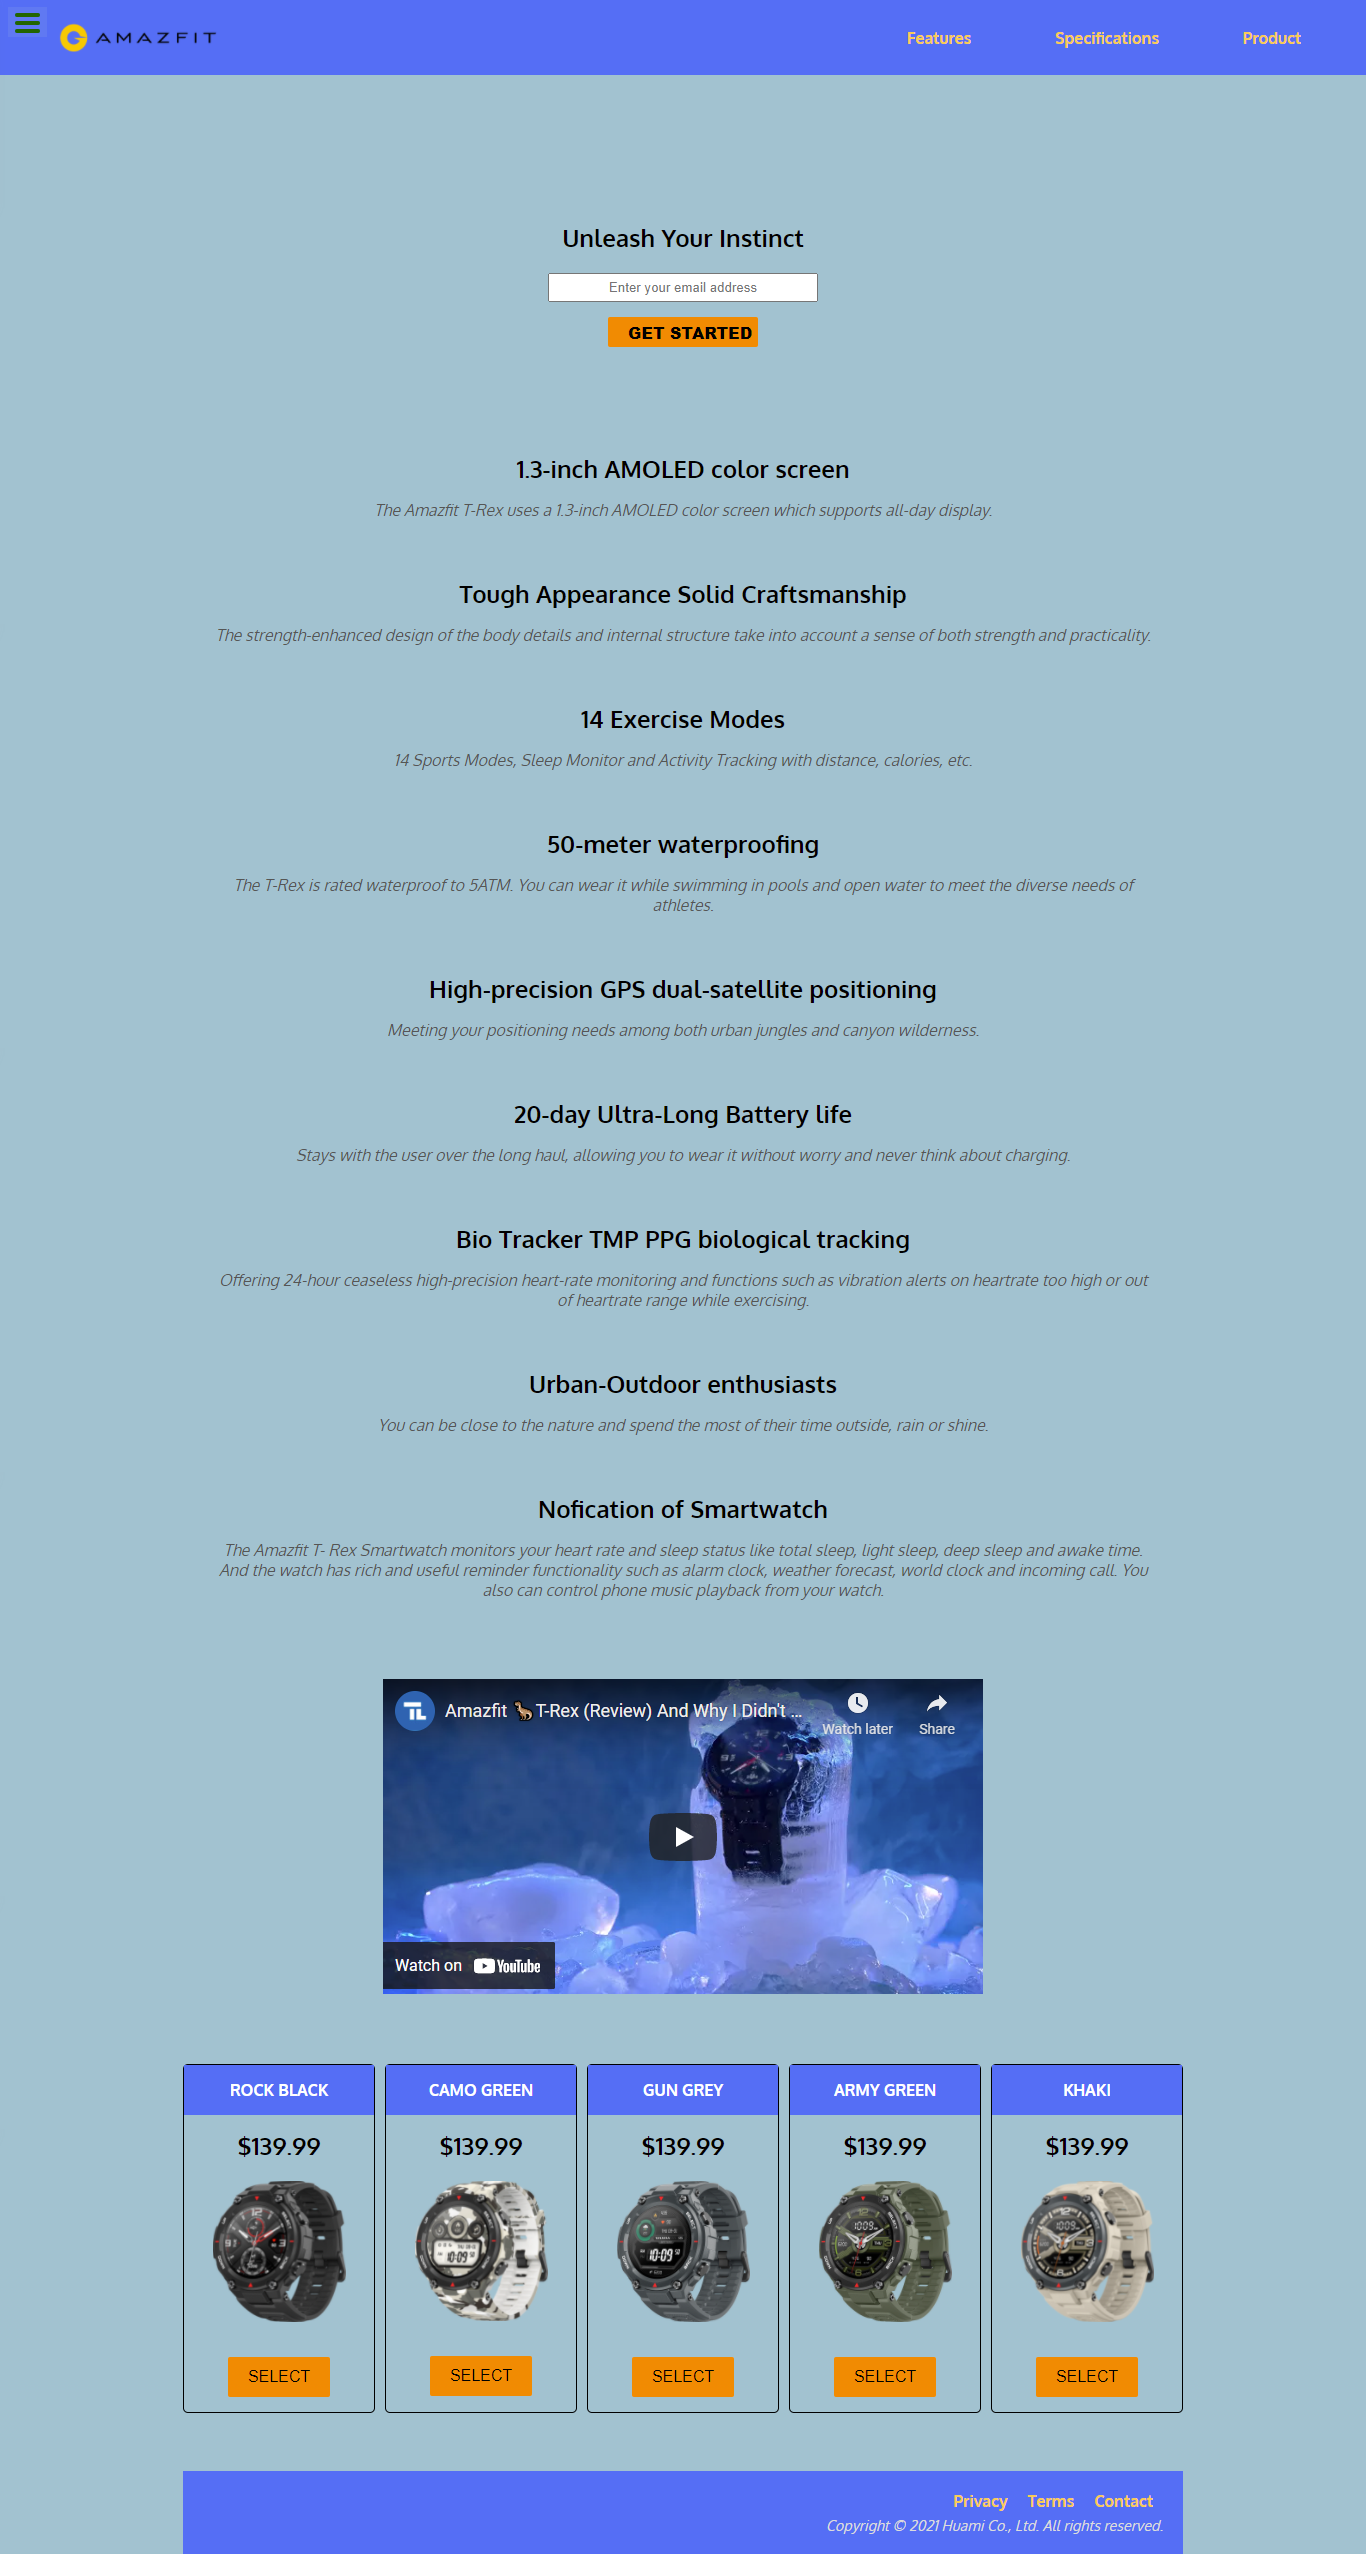 AMAZFIT
Features Specifications Product
Unleash Your Instinct
Enter your email address
GET STARTED
1.3-inch AMOLED color screen
The Amazfit T-Rex uses a 1.3-inch AMOLED color screen which supports all-day display.
Tough Appearance Solid Craftsmanship
The strength-enhanced design of the body details and internal structure take into account a sense of both strength and practicality.
14 Exercise Modes
14 Sports Modes, Sleep Monitor and Activity Tracking with distance, calories, etc.
50-meter waterproofing
The T-Rex is rated waterproof to 5ATM. You can wear it while swimming in pools and open water to meet the diverse needs of
athletes.
High-precision GPS dual-satellite positioning
Meeting your positioning needs among both urban jungles and canyon wilderness.
20-day Ultra-Long Battery life
Stays with the user over the long haul, allowing you to wear it without worry and never think about charging.
Bio Tracker TMP PPG biological tracking
Offering 24-hour ceaseless high-precision heart-rate monitoring and functions such as vibration alerts on heartrate too high or out
of heartrate range while exercising.
Urban-Outdoor enthusiasts
You can be close to the nature and spend the most of their time outside, rain or shine.
Nofication of Smartwatch
The Amazfit T- Rex Smartwatch monitors your heart rate and sleep status like total sleep, light sleep, deep sleep and awake time.
And the watch has rich and useful reminder functionality such as alarm clock, weather forecast, world clock and incoming call. You
also can control phone music playback from your watch.
TL Amazfit 🦖T-Rex (Review) And Why I Didn't ...
Watch later Share
Watch on YouTube
ROCK BLACK CAMO GREEN GUN GREY ARMY GREEN KHAKI
$139.99 $139.99 $139.99 $139.99 $139.99
10:09 10:09 10:09 10:09
SELECT SELECT SELECT SELECT SELECT
Privacy Terms Contact
Copyright © 2021 Huami Co., Ltd. All rights reserved.